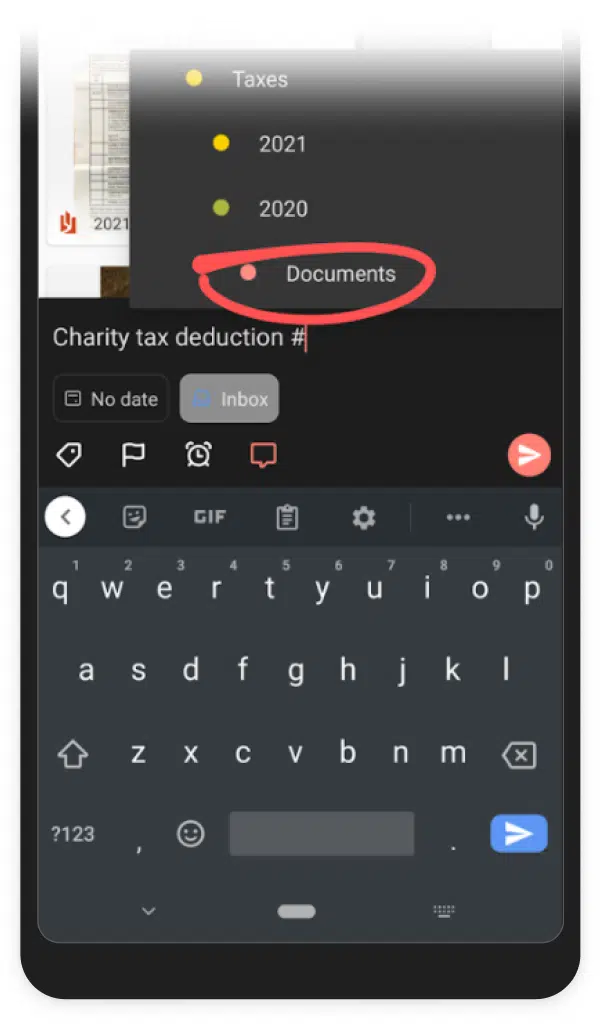 Taxes
2021
2021
2020
Documents
Charity tax deduction #
No date
Inbox
GIF
1 2 3 4 5 6 7 8 9 0
q w e r t y u i o p
a s d f g h j k l
z x c v b n m
?123 , .